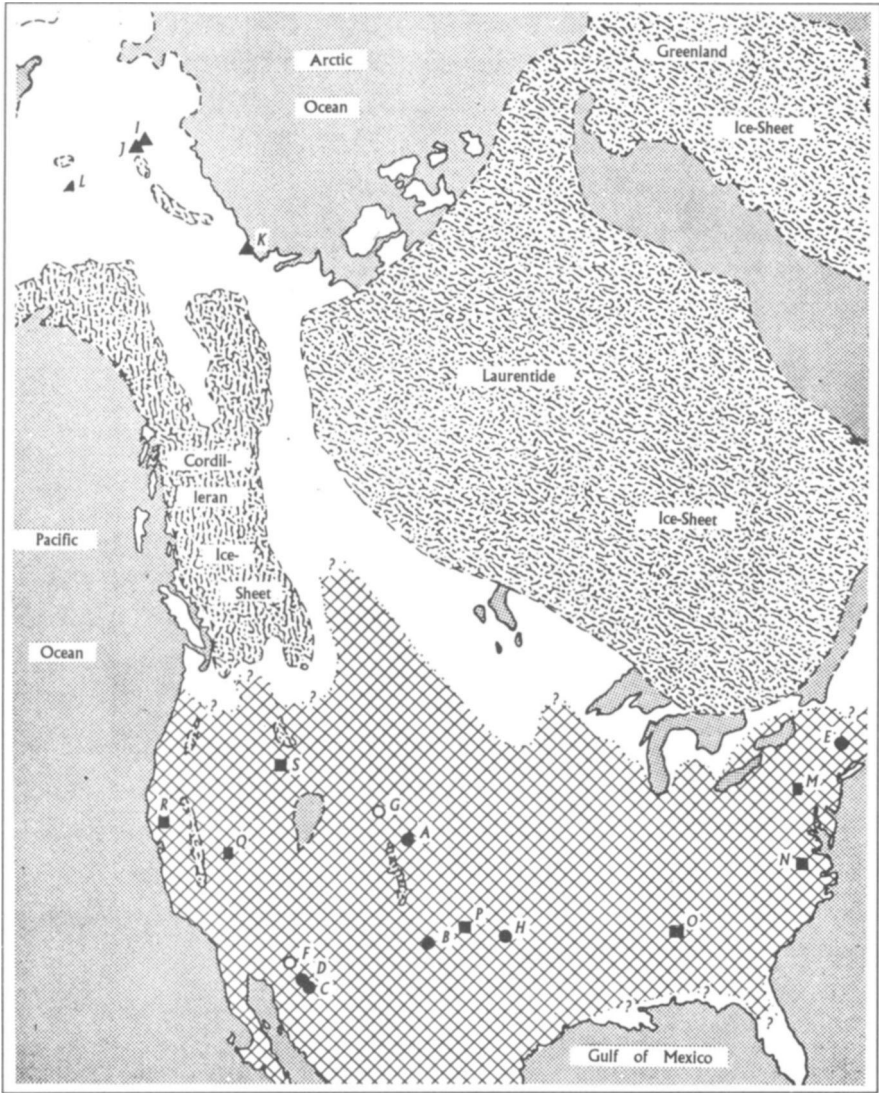 Arctic
Ocean
Greenland
Ice-Sheet
I
J
L
K
Laurentide
Cordil-
leran
Ice-
Sheet
Ice-Sheet
Pacific
Ocean
?
?
?
?
?
?
?
E
S
M
G
R
A
Q
N
P
H
O
B
F
D
C
?
?
?
?
Gulf of Mexico